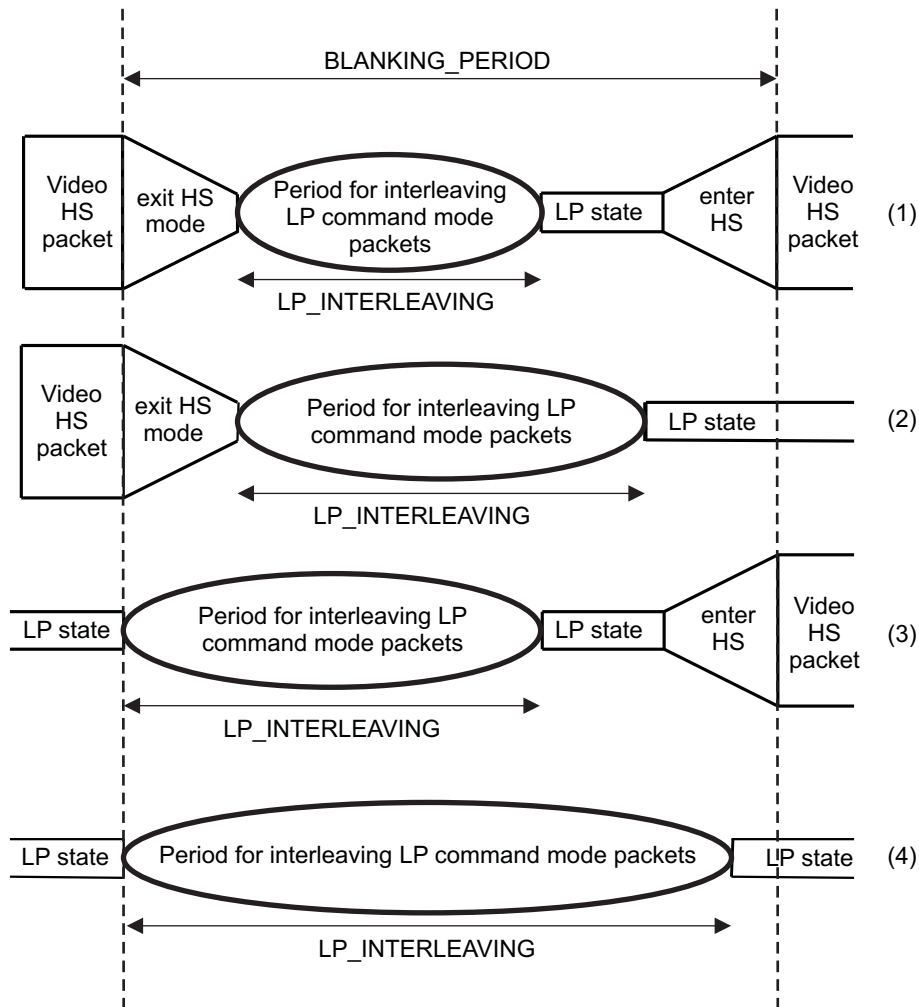 BLANKING_PERIOD
Video
HS
packet
exit HS
mode
Period for interleaving
LP command mode
packets
LP state
enter
HS
Video
HS
packet
(1)
LP_INTERLEAVING
Video
HS
packet
exit HS
mode
Period for interleaving LP
command mode packets
LP state
(2)
LP_INTERLEAVING
LP state
Period for interleaving LP
command mode packets
LP state
enter
HS
Video
HS
packet
(3)
LP_INTERLEAVING
LP state
Period for interleaving LP command mode packets
LP state
(4)
LP_INTERLEAVING